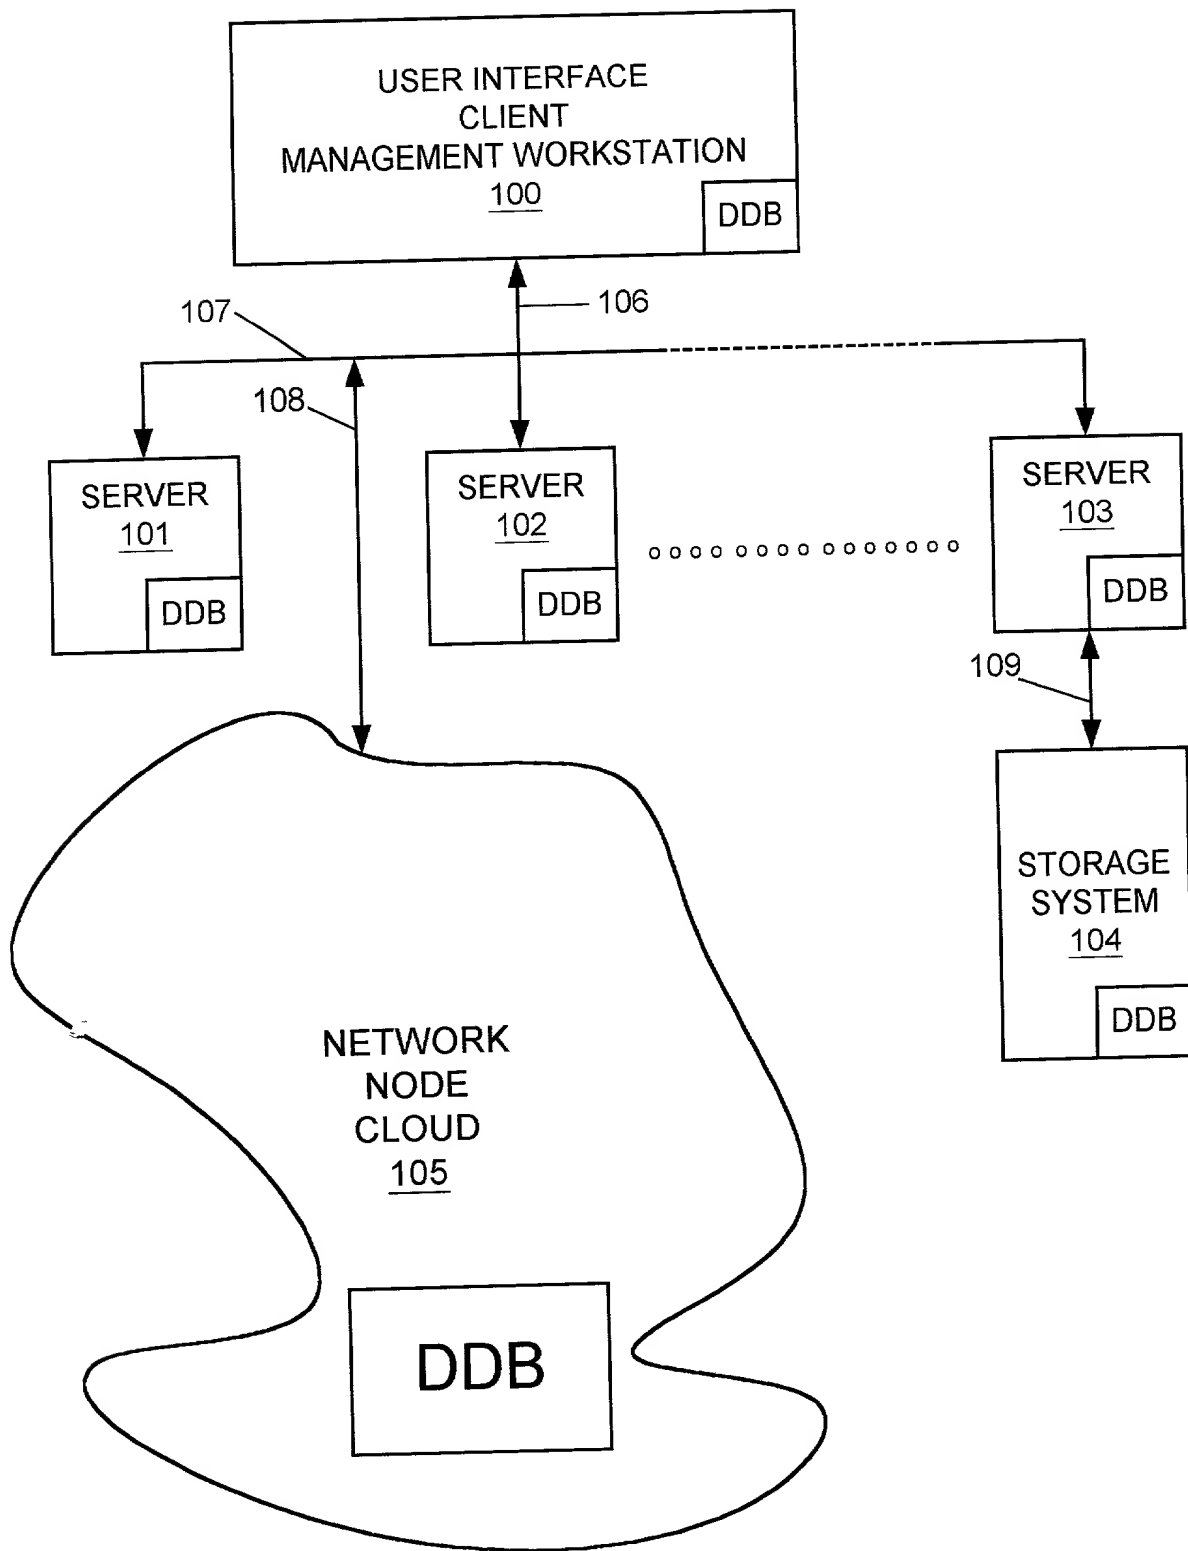 USER INTERFACE
CLIENT
MANAGEMENT WORKSTATION
100
DDB
106
107
108
SERVER
101
DDB
SERVER
102
DDB
SERVER
103
DDB
109
STORAGE
SYSTEM
104
DDB
NETWORK
NODE
CLOUD
105
DDB